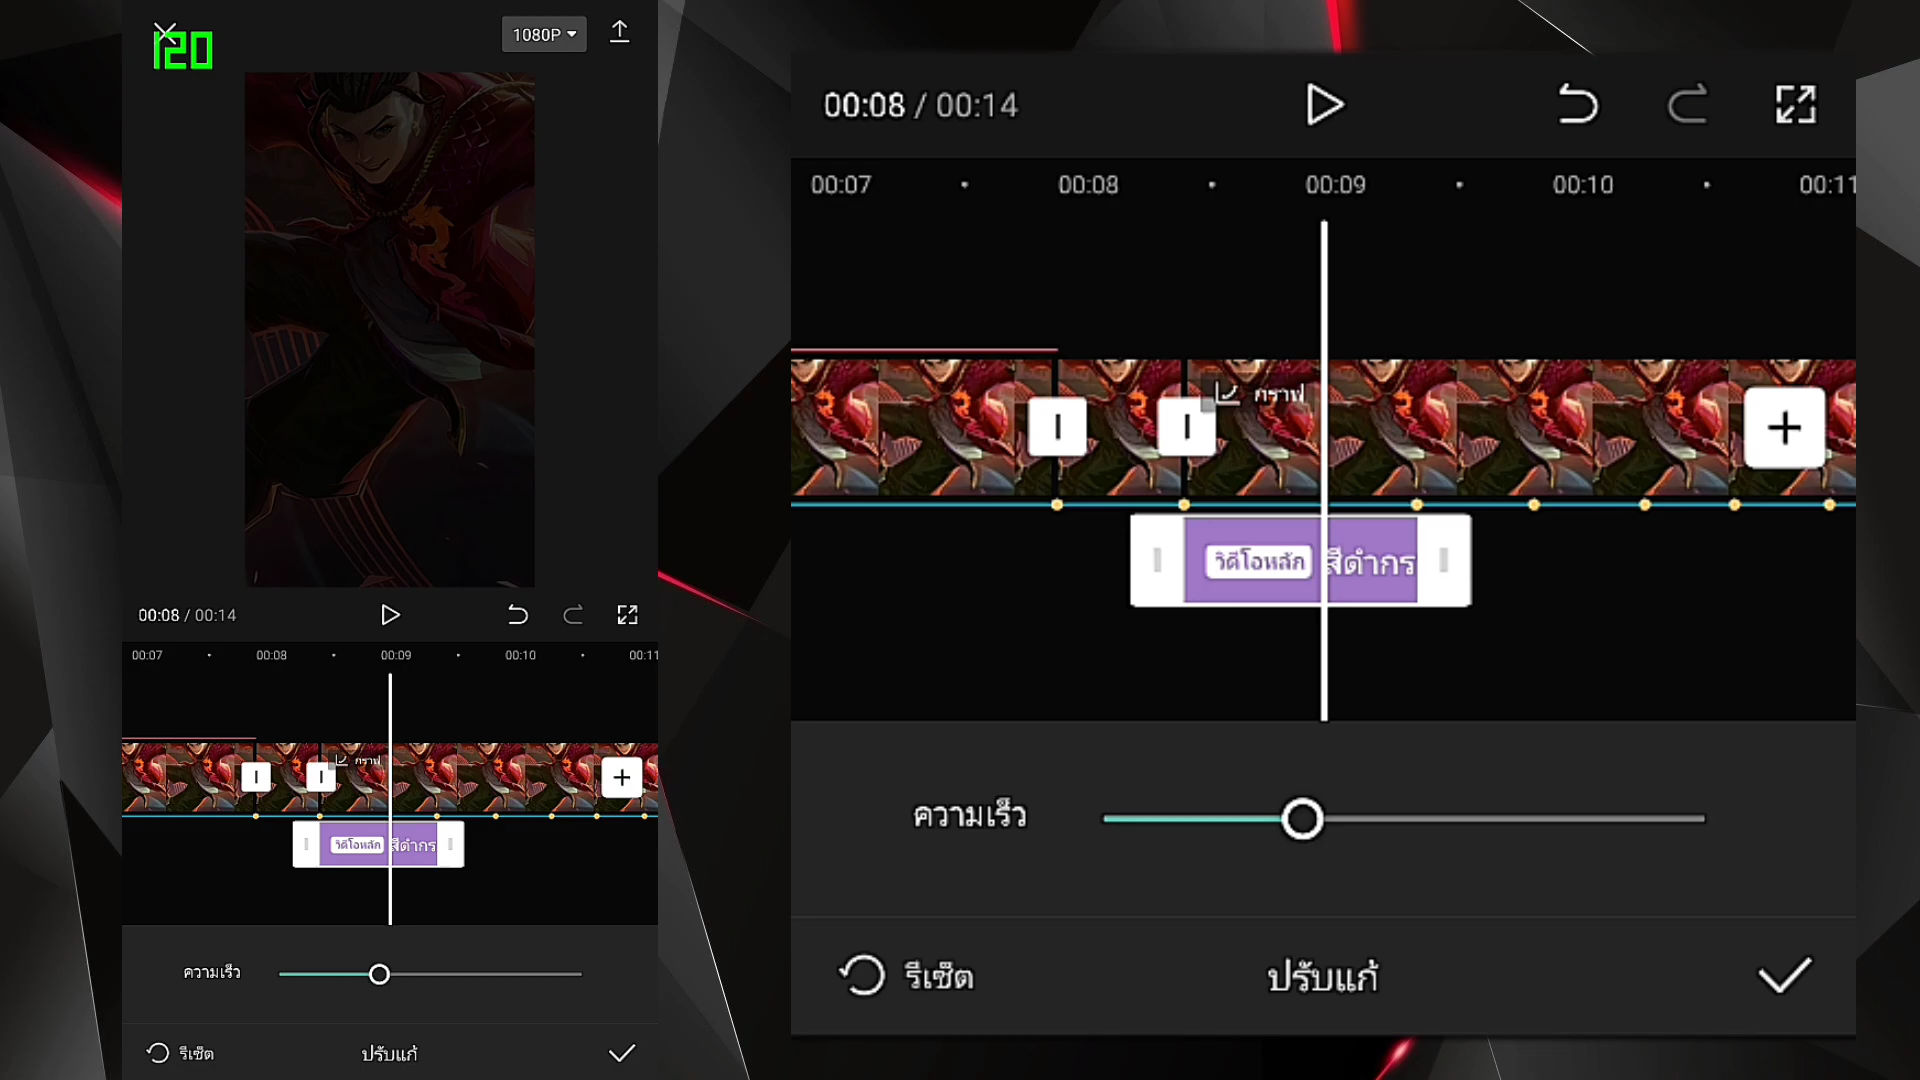 120
1080P
00:08 / 00:14
00:07 00:08 00:09 00:10 00:11
กราฟ
วิดีโอหลัก สีดำกร
ความเร็ว
รีเซ็ต ปรับแก้
00:08 / 00:14
00:07 00:08 00:09 00:10 00:11
กราฟ
วิดีโอหลัก สีดำกร
ความเร็ว
รีเซ็ต ปรับแก้